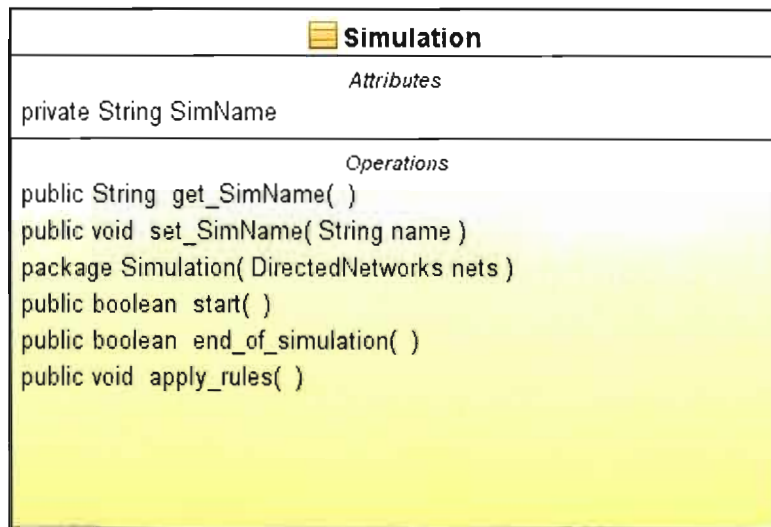 Simulation
Attributes
private String SimName
Operations
public String get_SimName( )
public void set_SimName( String name )
package Simulation( DirectedNetworks nets )
public boolean start( )
public boolean end_of_simulation( )
public void apply_rules( )